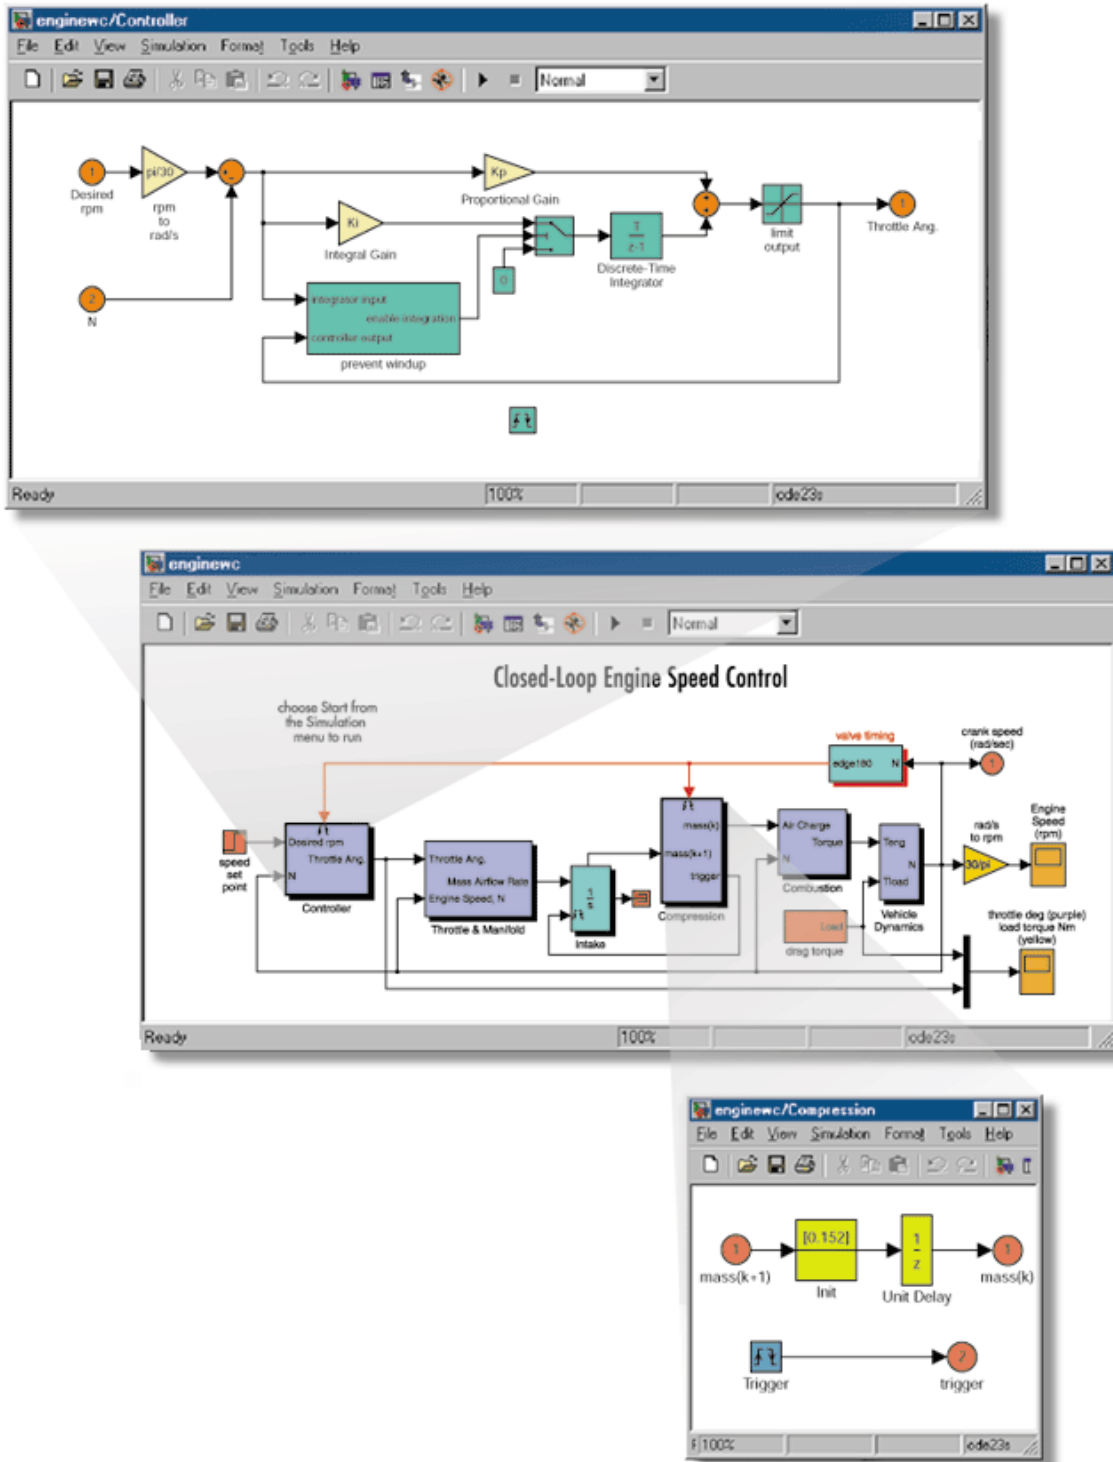 enginewc/Controller
File Edit View Simulation Format Tools Help
Normal
1
Desired
rpm
pi/30
rpm
to
rad/s
Kp
Proportional Gain
Ki
Integral Gain
0
T
z-1
Discrete-Time
Integrator
limit
output
1
Throttle Ang.
2
N
integrator input
enable integration
controller output
prevent windup
Ready 100% ode23s
enginewc
File Edit View Simulation Format Tools Help
Normal
Closed-Loop Engine Speed Control
choose Start from
the Simulation
menu to run
valve timing
edge180 N
crank speed
(rad/sec)
1
speed
set
point
Desired rpm
Throttle Ang.
N
Controller
Throttle Ang.
Mass Airflow Rate
Engine Speed, N
Throttle & Manifold
Intake
mass(k)
mass(k+1)
trigger
Compression
Air Charge
Torque
N
Combustion
Load
drag torque
Teng
N
Tload
Vehicle
Dynamics
rad/s
to rpm
30/pi
Engine
Speed
(rpm)
throttle deg (purple)
load torque Nm
(yellow)
Ready 100% ode23s
enginewc/Compression
File Edit View Simulation Format Tools Help
1
mass(k+1)
[0.152]
Init
1
z
Unit Delay
1
mass(k)
Trigger
2
trigger
100% ode23s